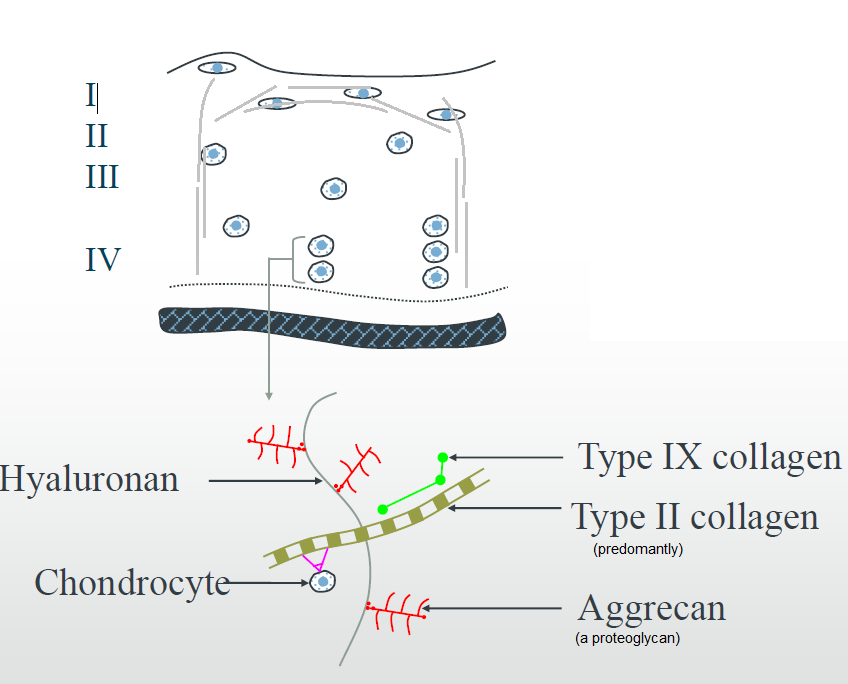 I
II
III
IV
Type IX collagen
Hyaluronan
Type II collagen
(predomantly)
Chondrocyte
Aggrecan
(a proteoglycan)